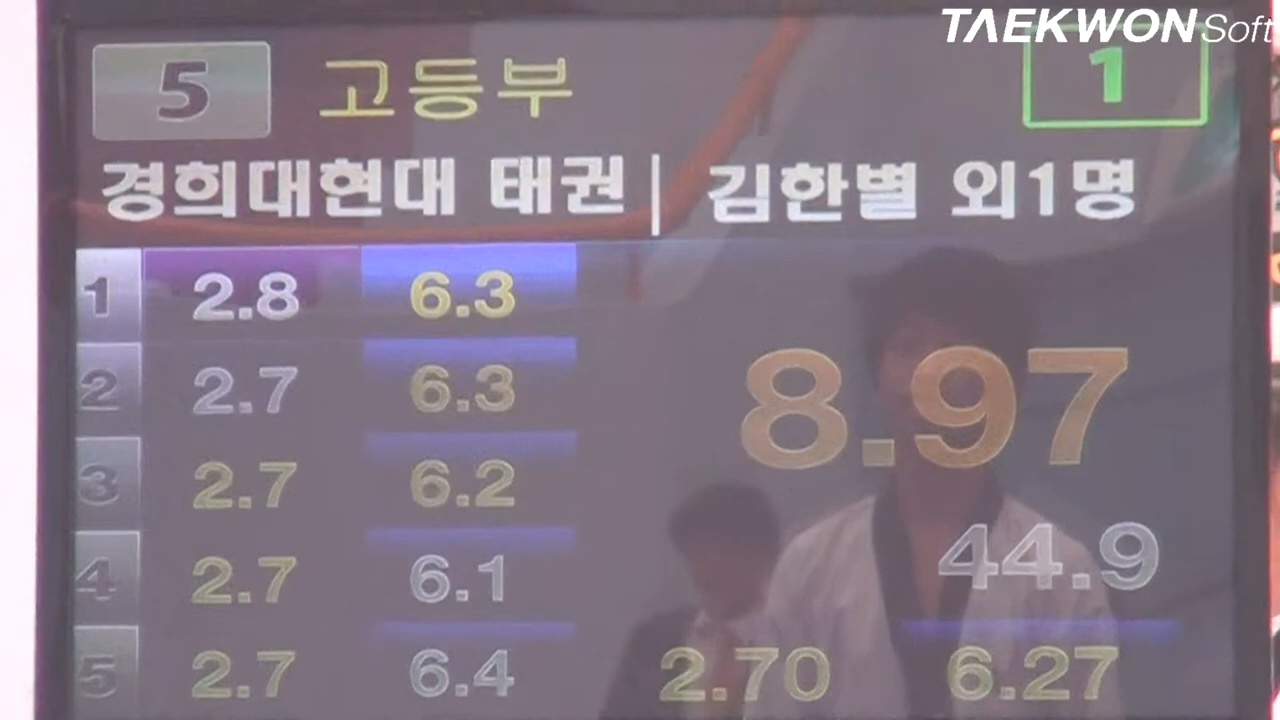 TAEKWONSoft
5 고등부 1
경희대현대 태권 | 김한별 외1명
1 2.8 6.3
2 2.7 6.3
8.97
3 2.7 6.2
4 2.7 6.1 44.9
5 2.7 6.4 2.70 6.27